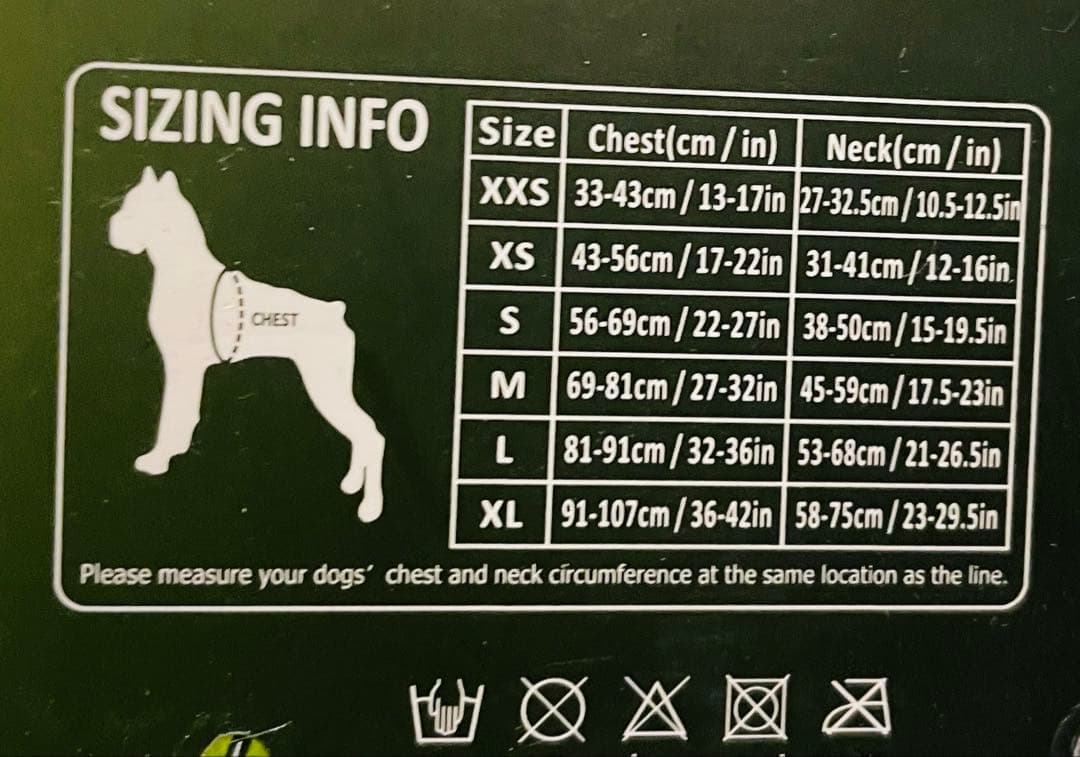 SIZING INFO
Size Chest(cm/in) Neck(cm/in)
XXS 33-43cm/13-17in 27-32.5cm/10.5-12.5in
XS 43-56cm/17-22in 31-41cm/12-16in
S 56-69cm/22-27in 38-50cm/15-19.5in
M 69-81cm/27-32in 45-59cm/17.5-23in
L 81-91cm/32-36in 53-68cm/21-26.5in
XL 91-107cm/36-42in 58-75cm/23-29.5in
CHEST
Please measure your dogs’ chest and neck circumference at the same location as the line.